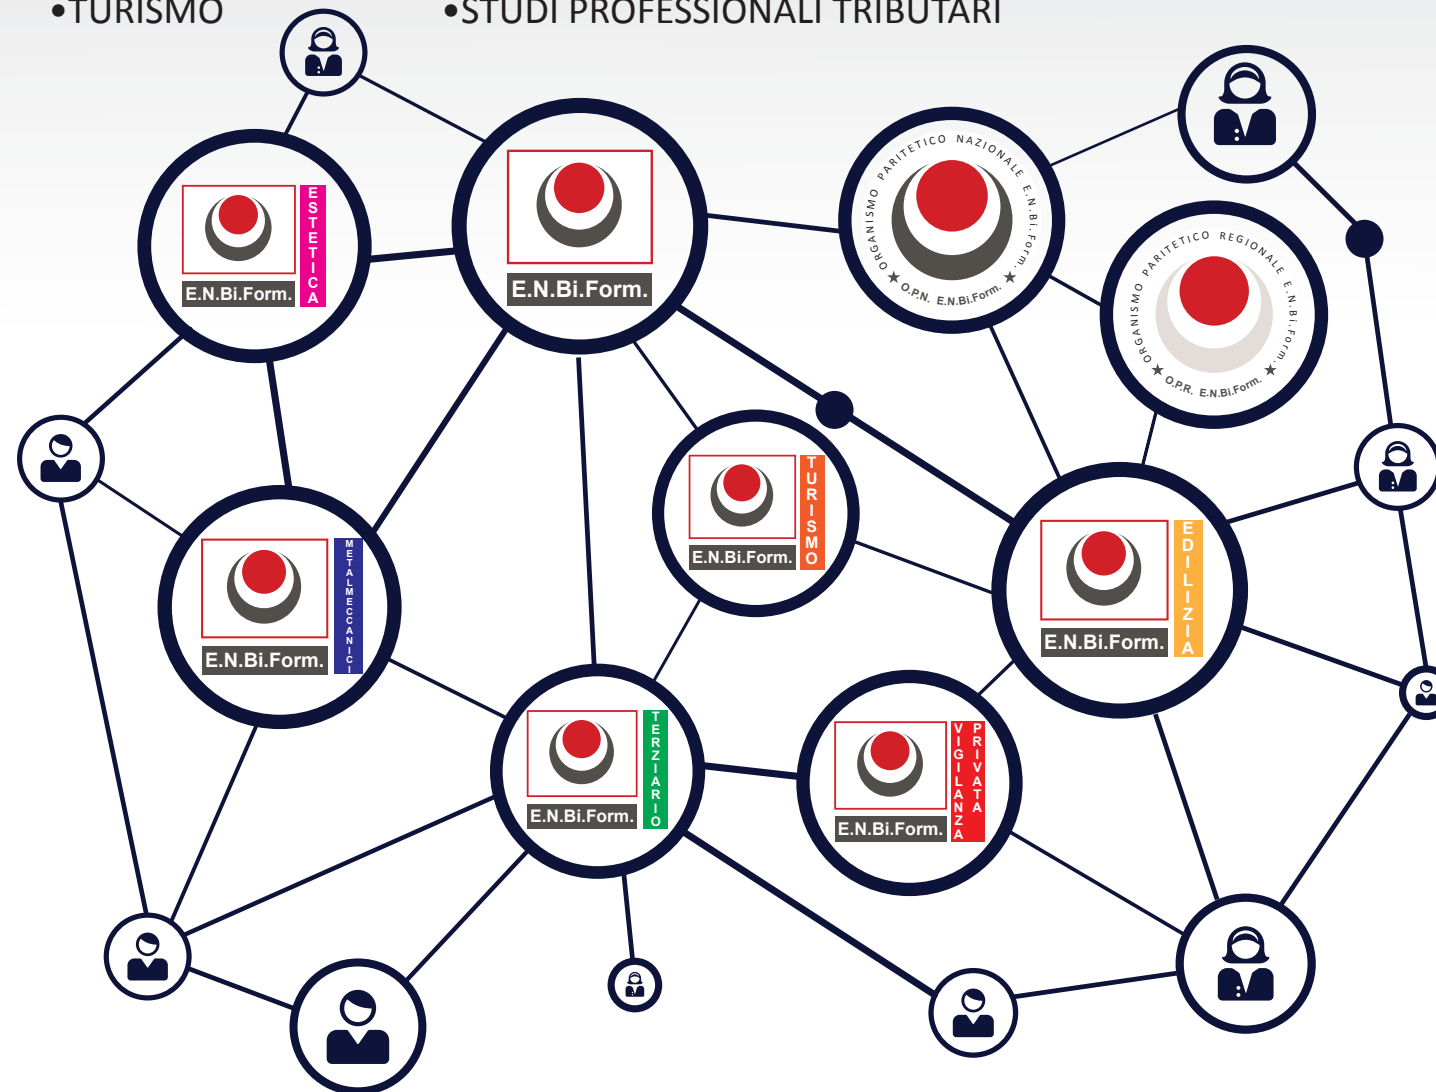 •TURISMO
•STUDI PROFESSIONALI TRIBUTARI
E.N.Bi.Form.
ESTETICA
E.N.Bi.Form.
ORGANISMO PARITETICO NAZIONALE E.N.Bi.Form.
★ O.P.N. E.N.Bi.Form. ★
ORGANISMO PARITETICO REGIONALE E.N.Bi.Form.
★ O.P.R. E.N.Bi.Form. ★
E.N.Bi.Form.
TURISMO
E.N.Bi.Form.
METALMECCANICI
E.N.Bi.Form.
EDILIZIA
E.N.Bi.Form.
TERZIARIO
E.N.Bi.Form.
VIGILANZA
PRIVATA